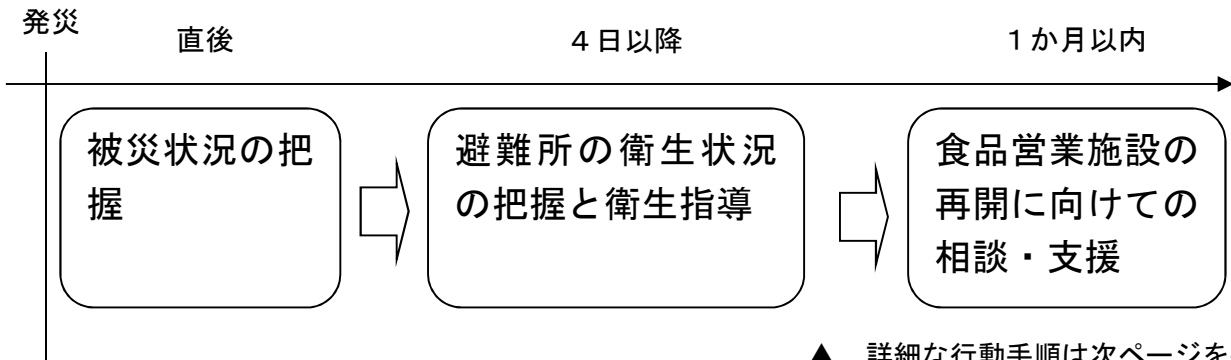 発災
直後
４日以降
１か月以内
被災状況の把
握
避難所の衛生状況
の把握と衛生指導
食品営業施設の
再開に向けての
相談・支援
▲ 詳細な行動手順は次ページを